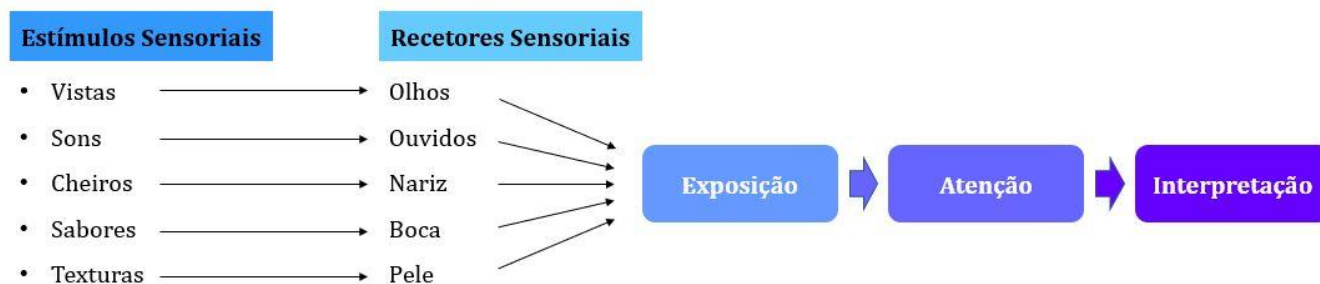 Estímulos Sensoriais
Recetores Sensoriais
• Vistas
Olhos
• Sons
Ouvidos
• Cheiros
Nariz
• Sabores
Boca
• Texturas
Pele
Exposição
Atenção
Interpretação